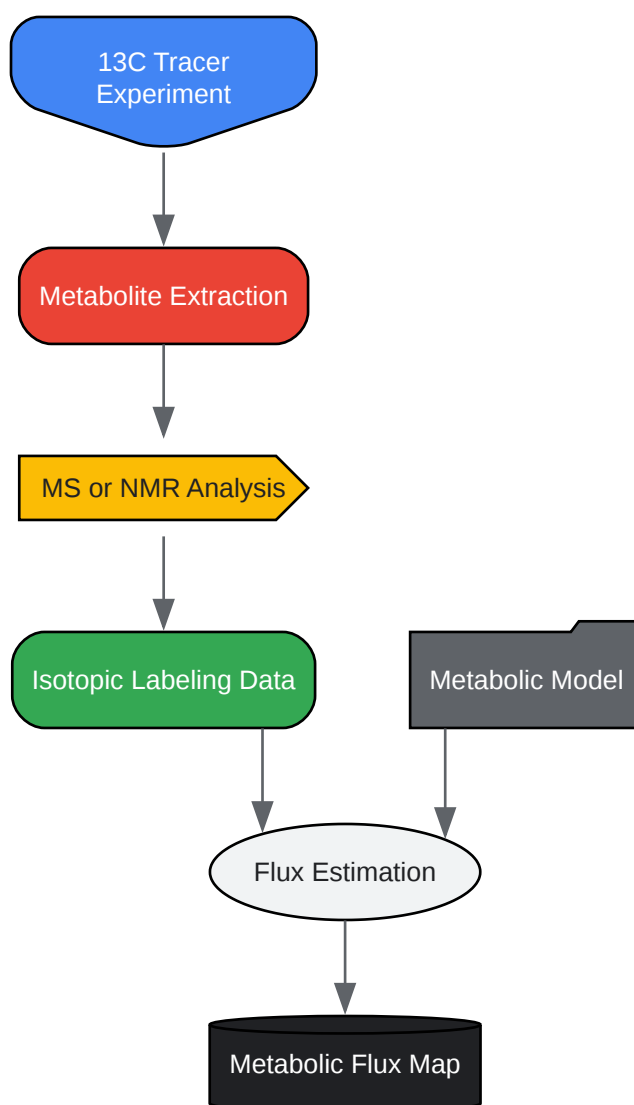 13C Tracer
Experiment
Metabolite Extraction
MS or NMR Analysis
Isotopic Labeling Data
Metabolic Model
Flux Estimation
Metabolic Flux Map